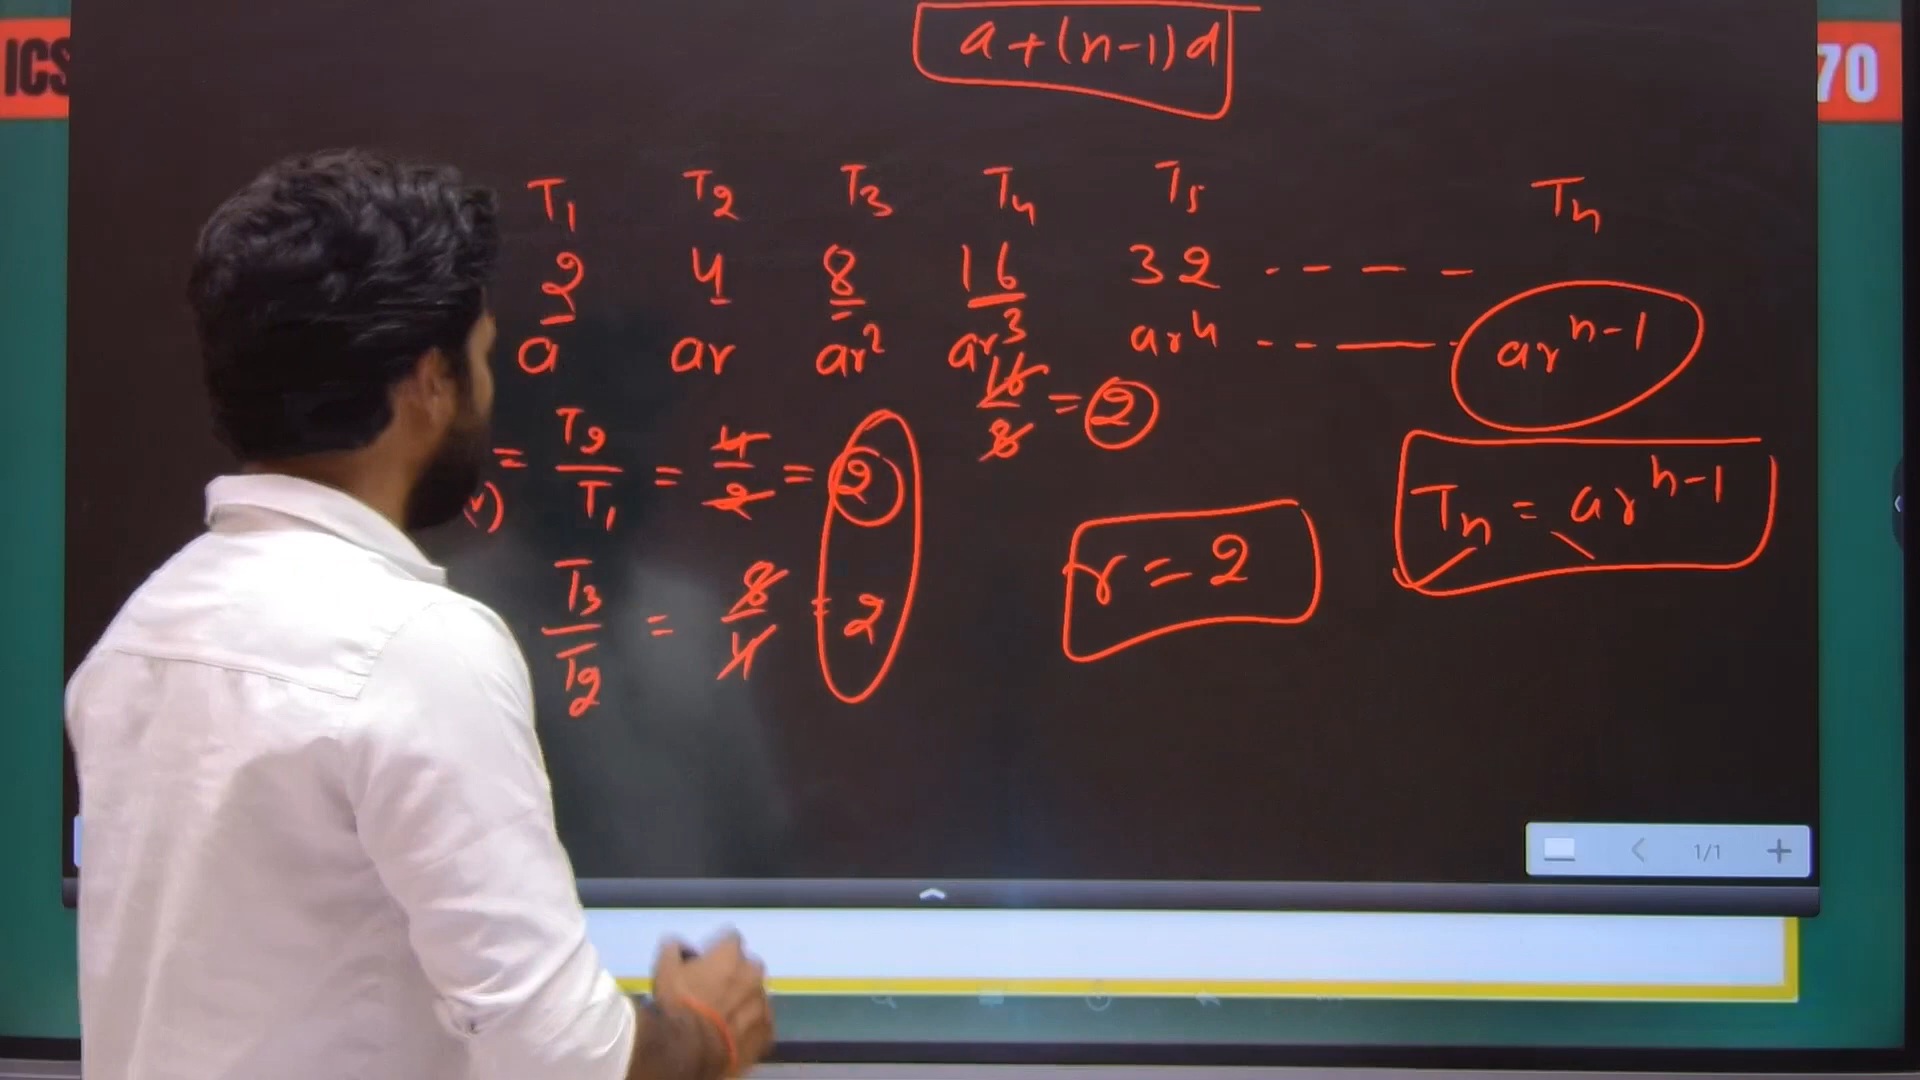 a+(n-1)d
ICS
70
T₁ T₂ T₃ T₄ T₅ Tₙ
2 4 8 16 32 - - - -
a ar ar² ar³ ar⁴ - - — - arⁿ⁻¹
16/8 = 2
= T₂/T₁ = 4/2 = 2
(r)
Tₙ = arⁿ⁻¹
r = 2
T₃/T₂ = 8/4 = 2
1/1